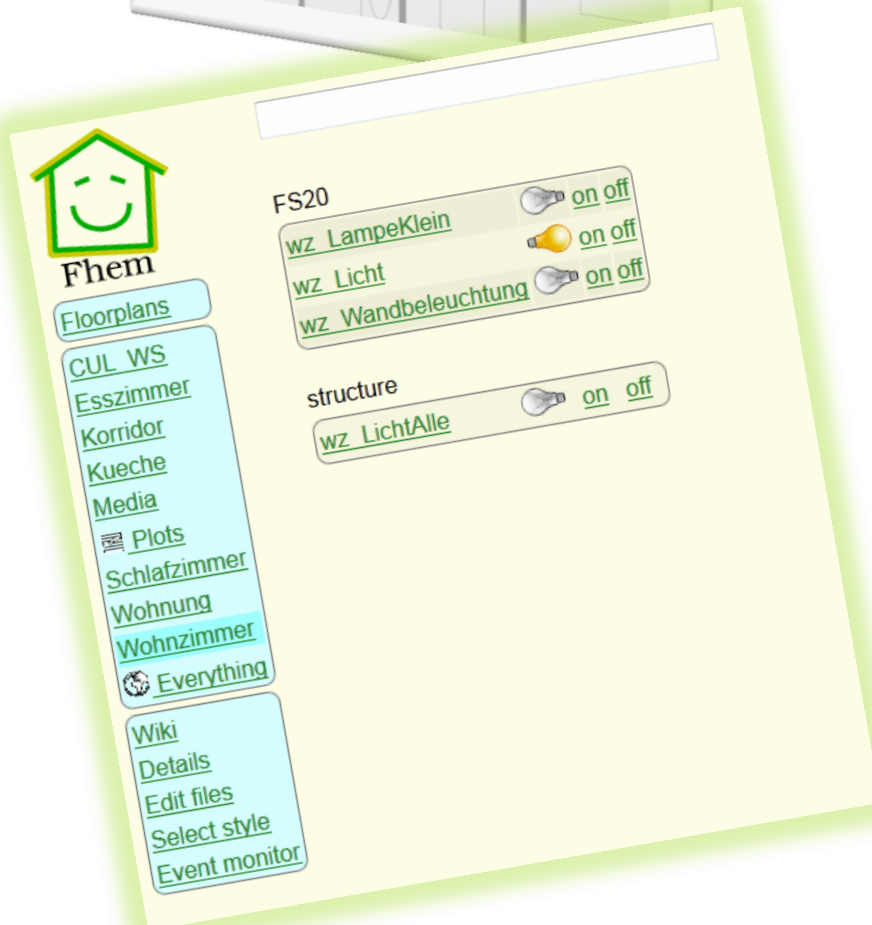 Fhem
Floorplans
CUL_WS
Esszimmer
Korridor
Kueche
Media
Plots
Schlafzimmer
Wohnung
Wohnzimmer
Everything
Wiki
Details
Edit files
Select style
Event monitor
FS20
wz_LampeKlein on off
wz_Licht on off
wz_Wandbeleuchtung on off
structure
wz_LichtAlle on off